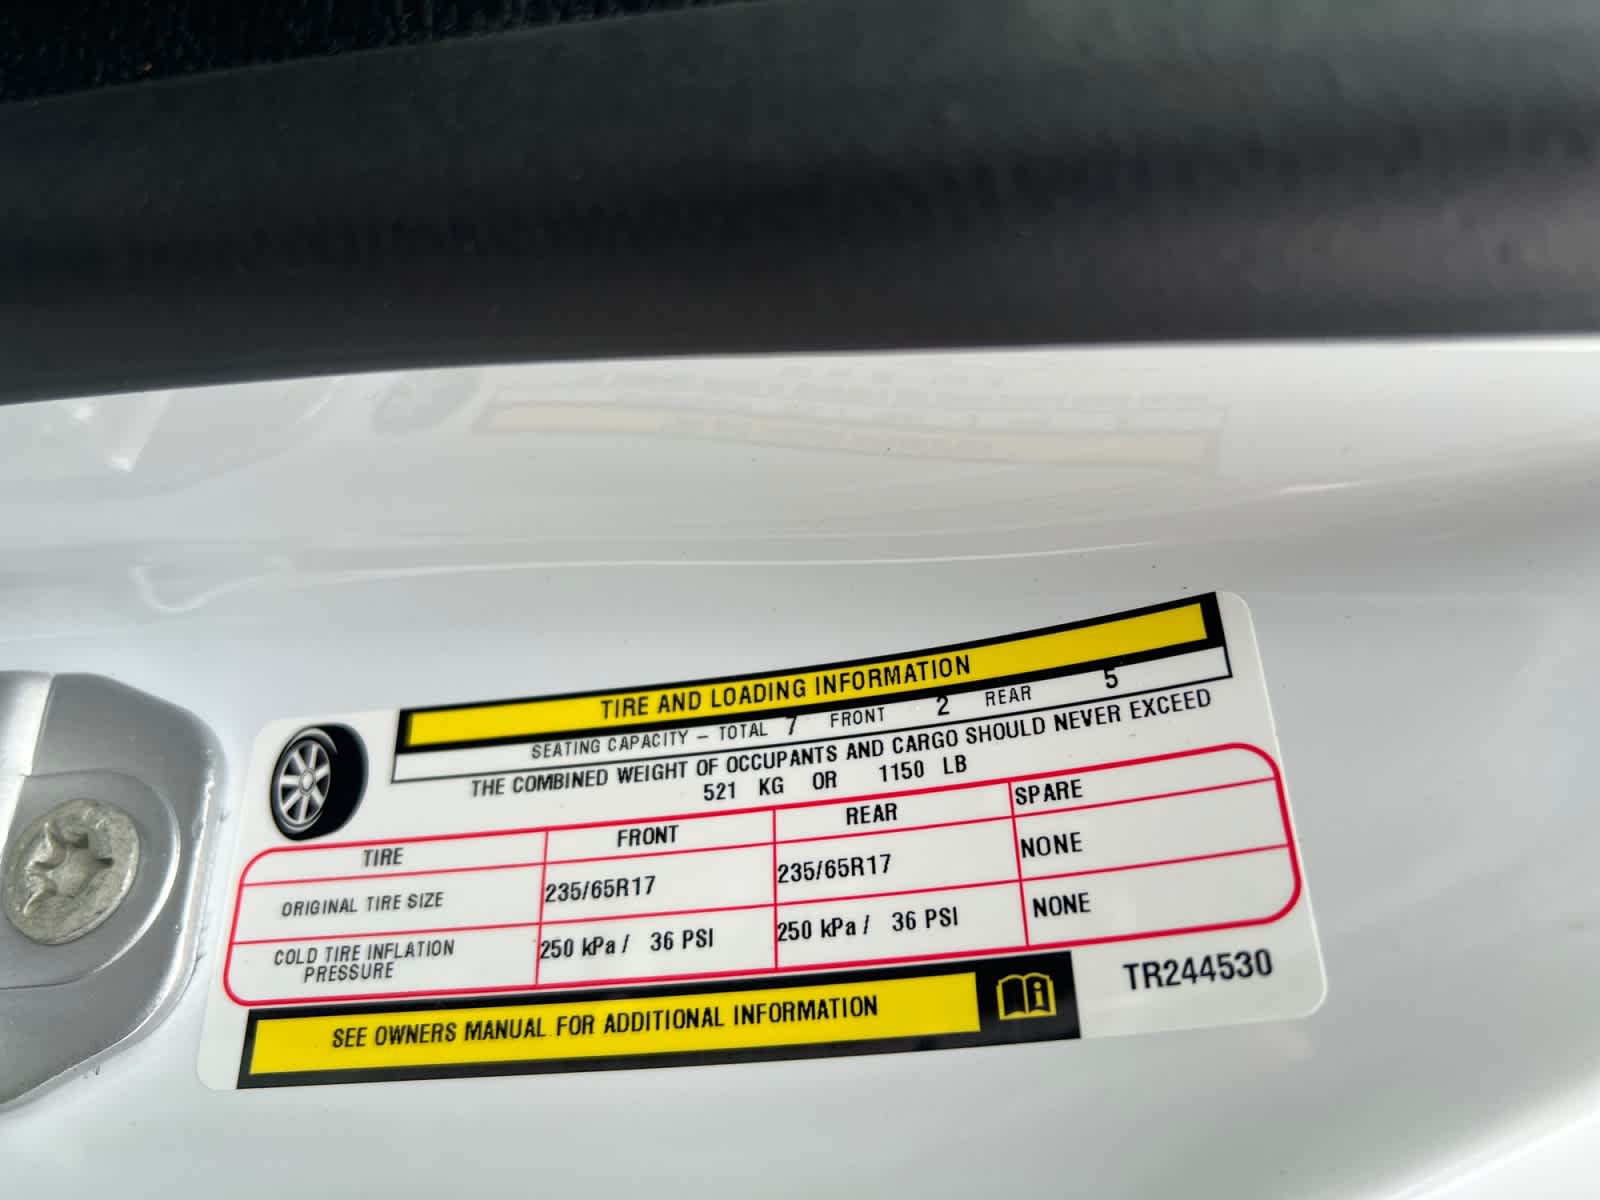 TIRE AND LOADING INFORMATION
SEATING CAPACITY – TOTAL 7 FRONT 2 REAR 5
THE COMBINED WEIGHT OF OCCUPANTS AND CARGO SHOULD NEVER EXCEED
521 KG OR 1150 LB
TIRE FRONT REAR SPARE
ORIGINAL TIRE SIZE 235/65R17 235/65R17 NONE
COLD TIRE INFLATION
PRESSURE 250 kPa / 36 PSI 250 kPa / 36 PSI NONE
SEE OWNERS MANUAL FOR ADDITIONAL INFORMATION
TR244530